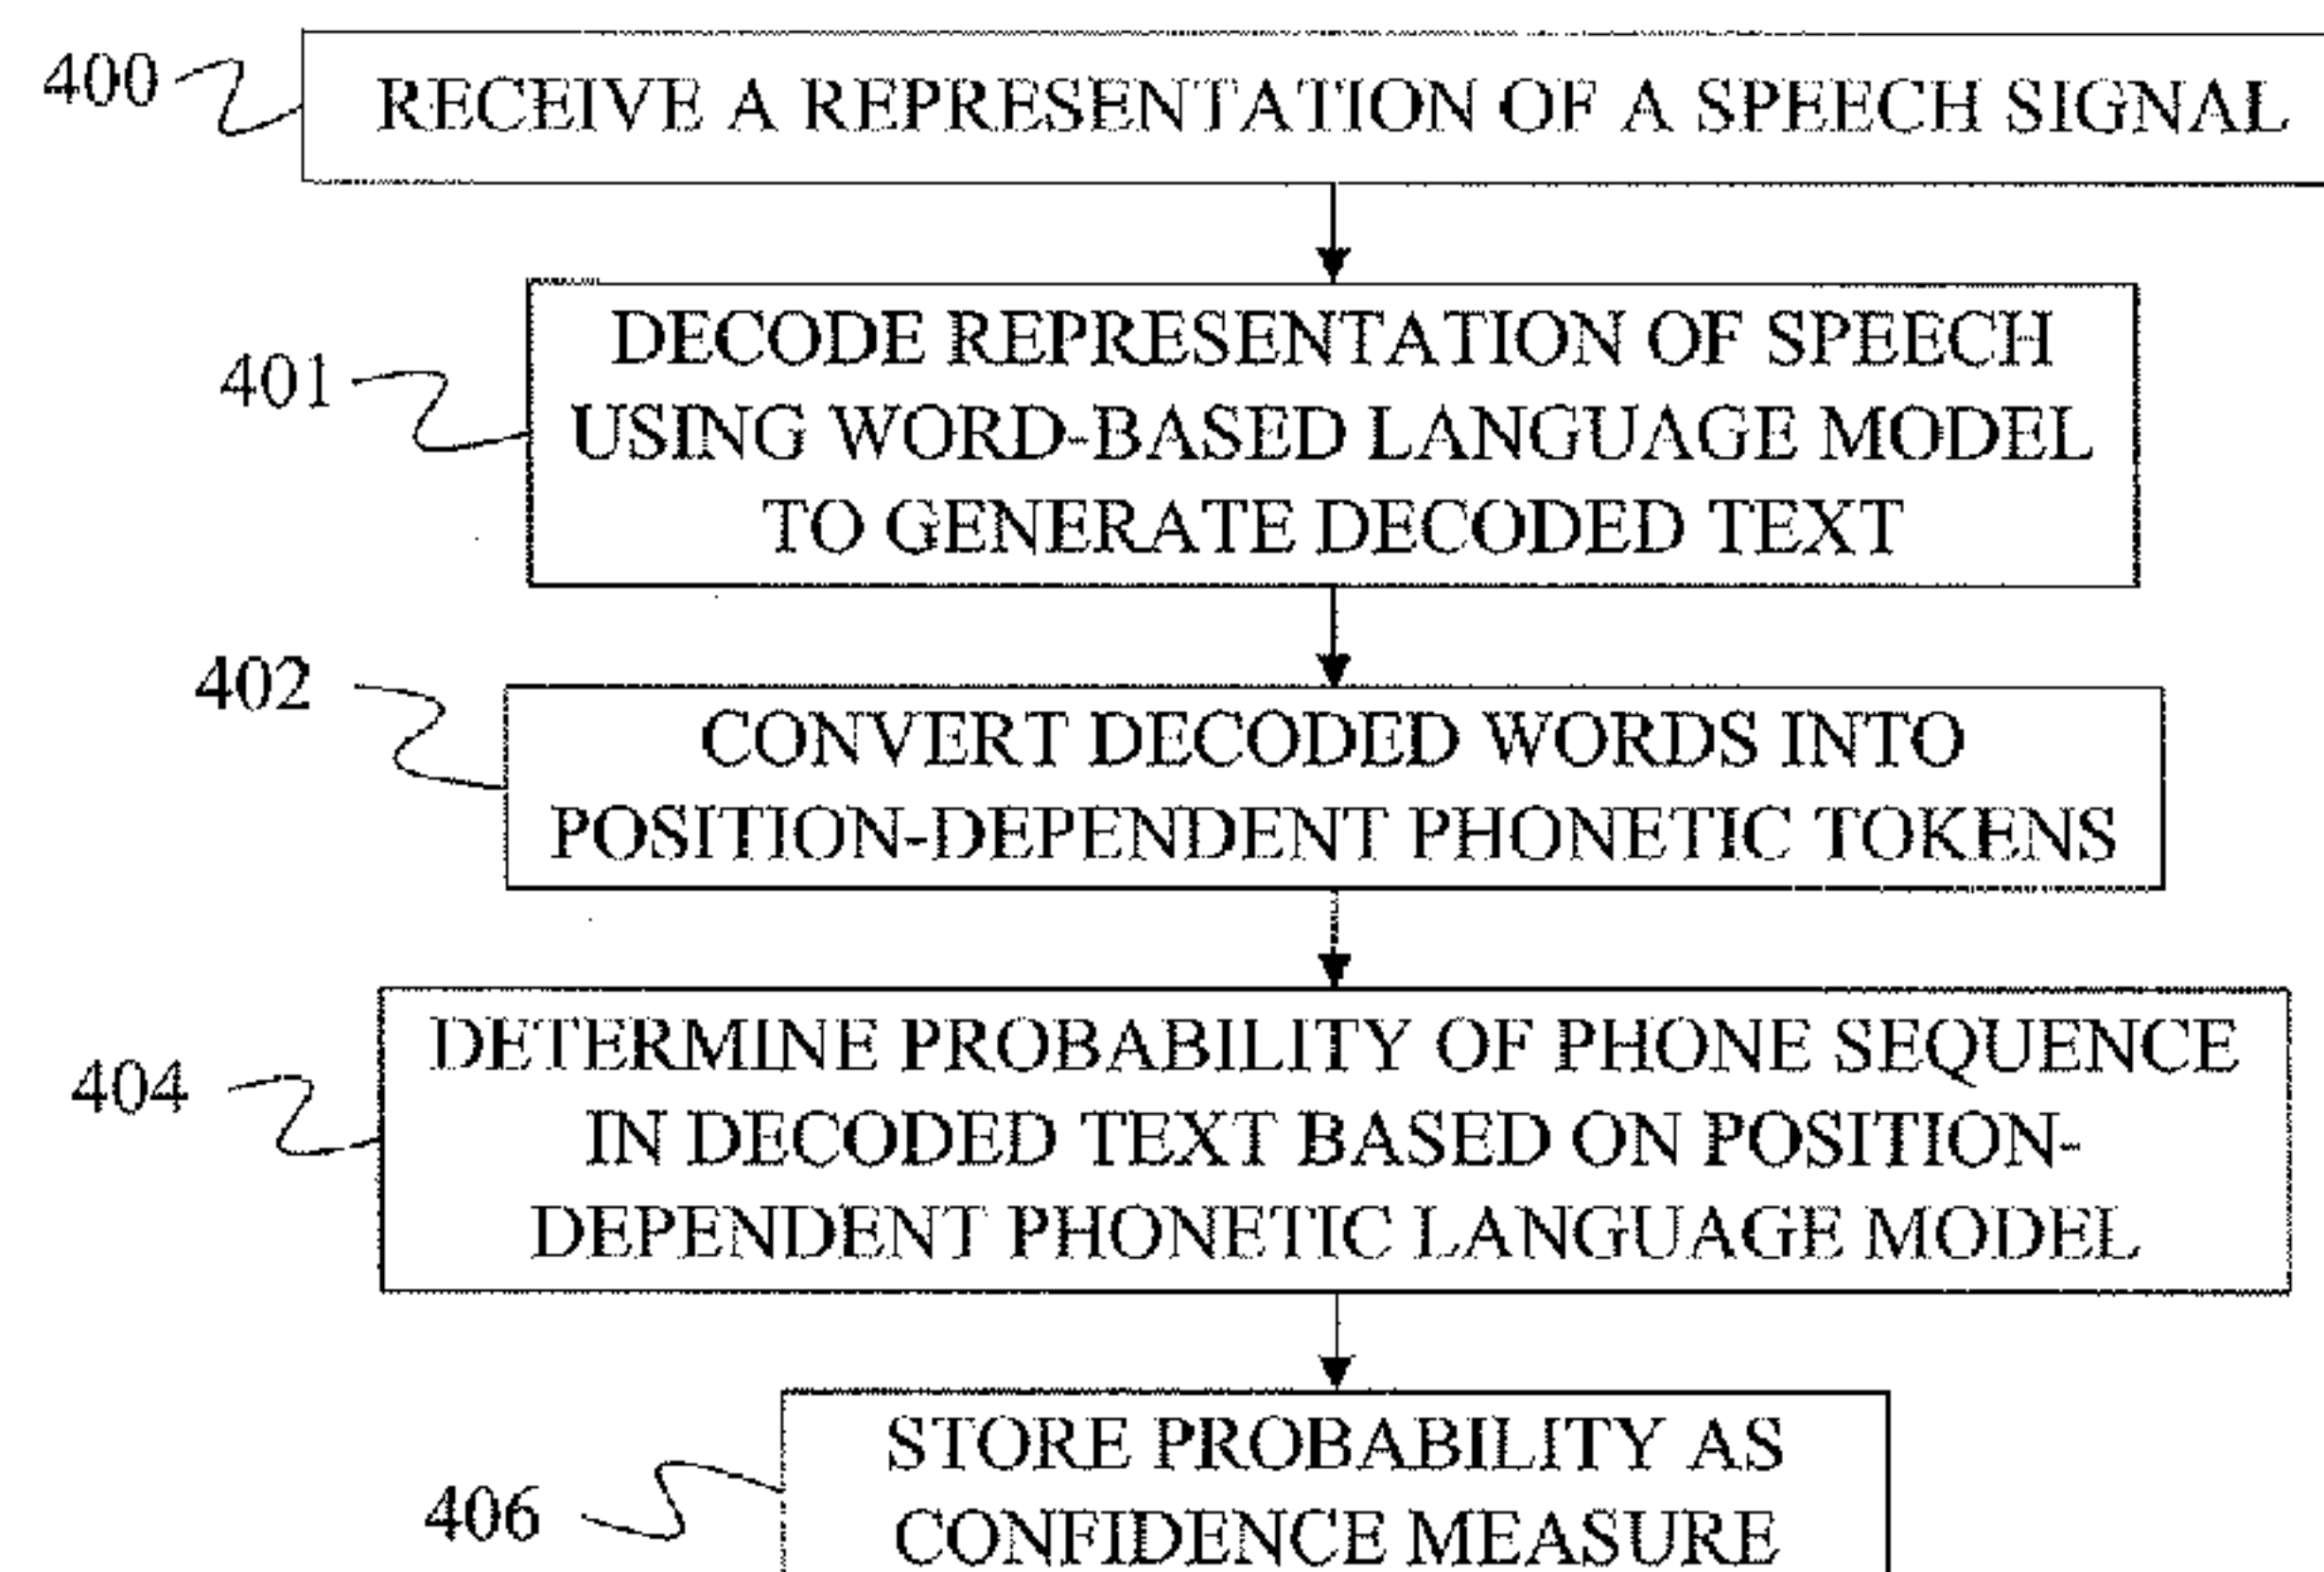 400
RECEIVE A REPRESENTATION OF A SPEECH SIGNAL
401
DECODE REPRESENTATION OF SPEECH
USING WORD-BASED LANGUAGE MODEL
TO GENERATE DECODED TEXT
402
CONVERT DECODED WORDS INTO
POSITION-DEPENDENT PHONETIC TOKENS
404
DETERMINE PROBABILITY OF PHONE SEQUENCE
IN DECODED TEXT BASED ON POSITION-
DEPENDENT PHONETIC LANGUAGE MODEL
406
STORE PROBABILITY AS
CONFIDENCE MEASURE